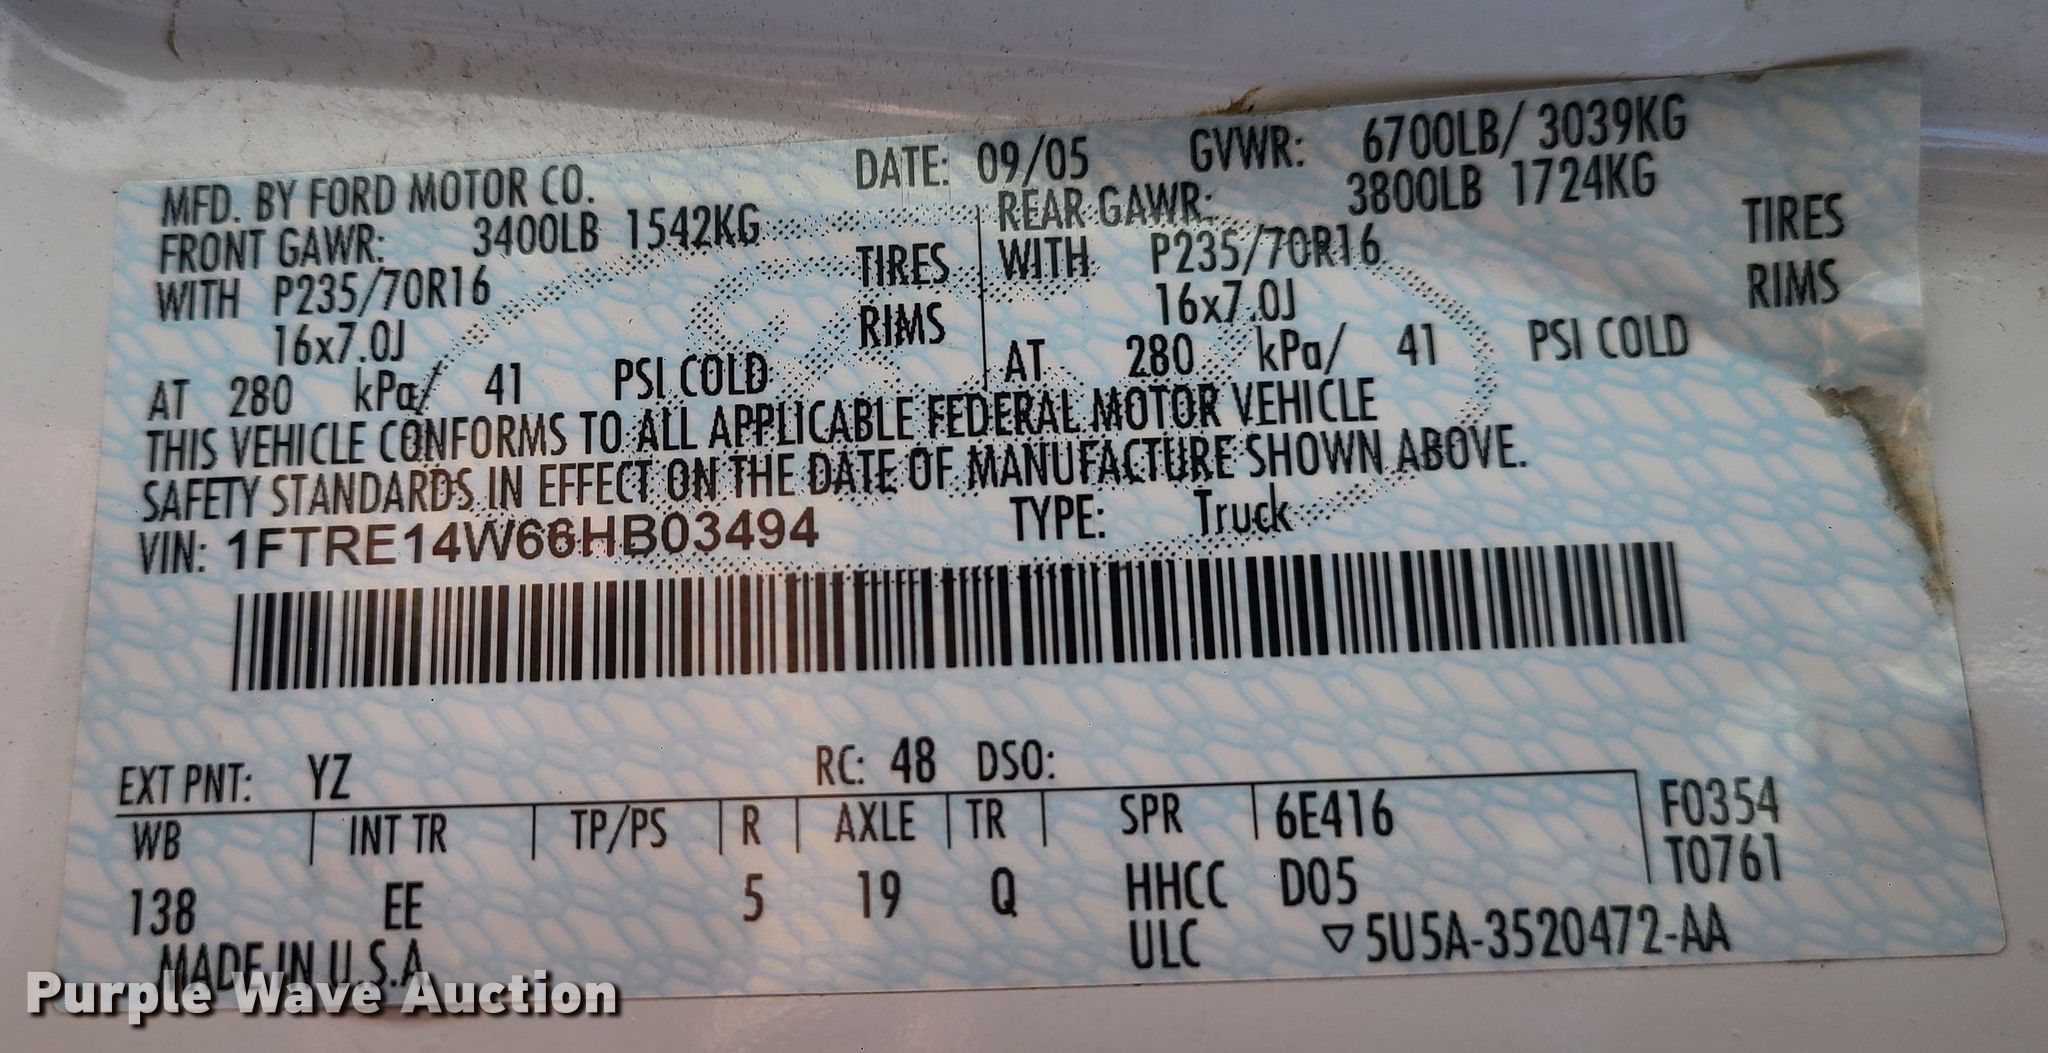 MFD. BY FORD MOTOR CO. DATE: 09/05 GVWR: 6700LB/ 3039KG
FRONT GAWR: 3400LB 1542KG REAR GAWR: 3800LB 1724KG
WITH P235/70R16 TIRES WITH P235/70R16 TIRES
16x7.0J RIMS 16x7.0J RIMS
AT 280 kPa/ 41 PSI COLD AT 280 kPa/ 41 PSI COLD
THIS VEHICLE CONFORMS TO ALL APPLICABLE FEDERAL MOTOR VEHICLE
SAFETY STANDARDS IN EFFECT ON THE DATE OF MANUFACTURE SHOWN ABOVE.
VIN: 1FTRE14W66HB03494 TYPE: Truck
EXT PNT: YZ RC: 48 DSO:
WB INT TR TP/PS R AXLE TR SPR 6E416 F0354
T0761
138 EE 5 19 Q HHCC D05
MADE IN U.S.A ULC ▽5U5A-3520472-AA
Purple Wave Auction